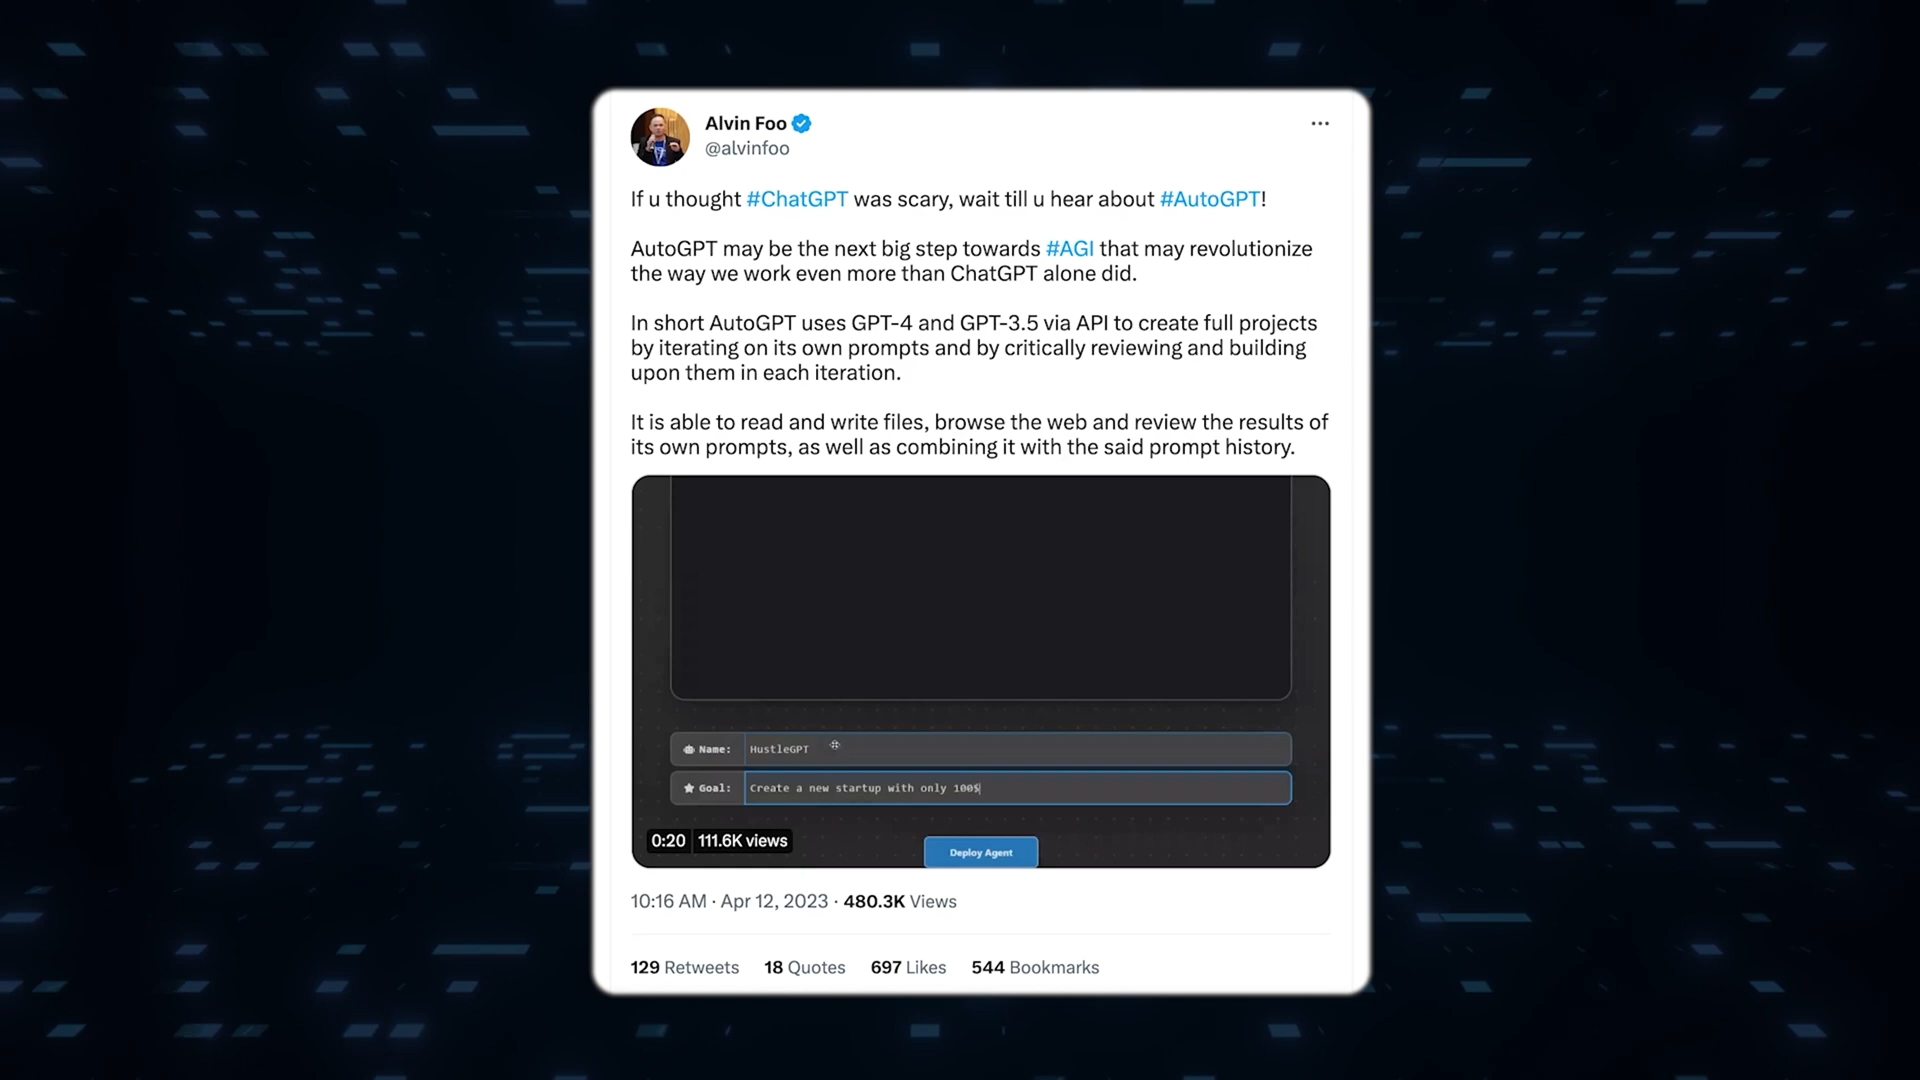 Alvin Foo
@alvinfoo
If u thought #ChatGPT was scary, wait till u hear about #AutoGPT!
AutoGPT may be the next big step towards #AGI that may revolutionize
the way we work even more than ChatGPT alone did.
In short AutoGPT uses GPT-4 and GPT-3.5 via API to create full projects
by iterating on its own prompts and by critically reviewing and building
upon them in each iteration.
It is able to read and write files, browse the web and review the results of
its own prompts, as well as combining it with the said prompt history.
Name: HustleGPT
Goal: Create a new startup with only 100$
0:20 111.6K views
Deploy Agent
10:16 AM · Apr 12, 2023 · 480.3K Views
129 Retweets 18 Quotes 697 Likes 544 Bookmarks